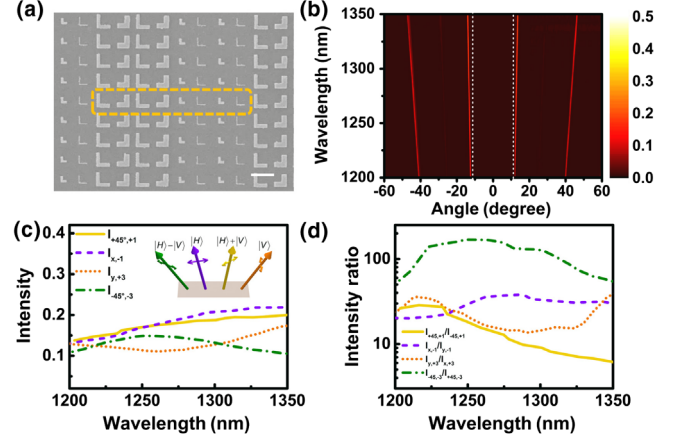 (a)
(b)
1350
1300
1250
1200
Wavelength (nm)
-60
-40
-20
0
20
40
60
Angle (degree)
0.5
0.4
0.3
0.2
0.1
0.0
(c)
0.4
0.3
0.2
0.1
Intensity
I+45°,+1
Ix,-1
Iy,+3
I-45°,-3
|H⟩−|V⟩
|H⟩
|H⟩+|V⟩
|V⟩
1200
1250
1300
1350
Wavelength (nm)
(d)
100
10
Intensity ratio
I-45,+1/I-45,+1
Ix,-1/Iy,-1
Iy,+3/Ix,+3
I-45,-3/I+45,-3
1200
1250
1300
1350
Wavelength (nm)